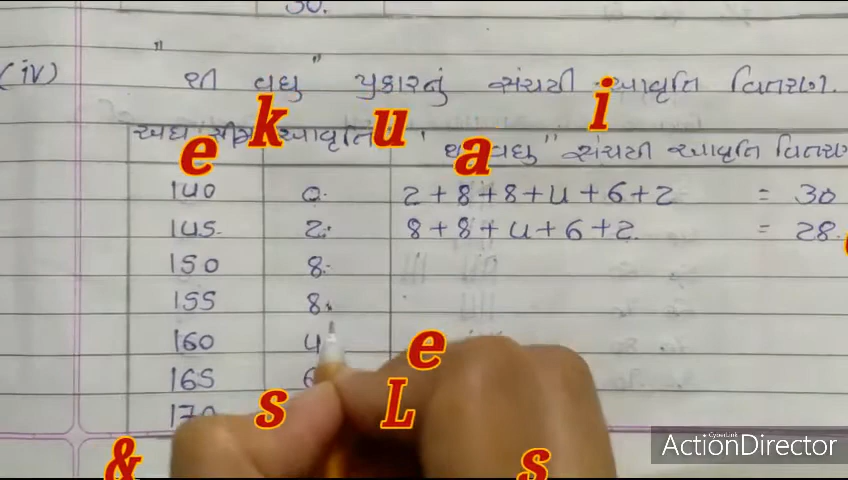 30.
(iv) "થી વધુ" પ્રકારનું સંચયી આવૃત્તિ વિતરણ.
આવૃત્તિ "થી વધુ" સંચયી આવૃત્તિ વિતરણ
140 0 2+8+8+4+6+2 = 30
145 2 8+8+4+6+2 = 28
150 8
155 8
160 4
165 6
170
e k u a i
e
s L
& s
CyberLink
ActionDirector